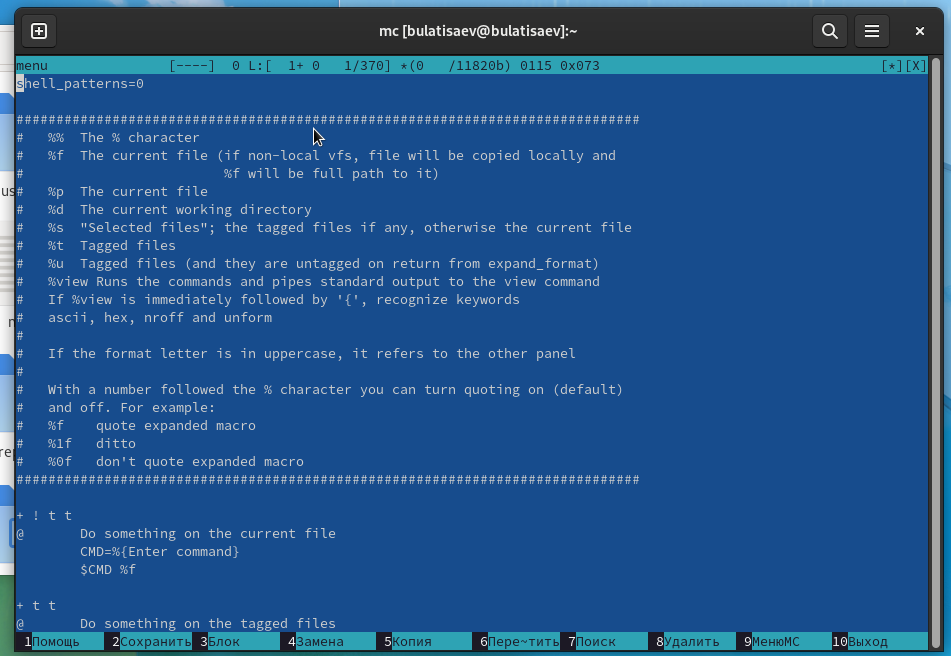 mc [bulatisaev@bulatisaev]:~
menu [----] 0 L:[ 1+ 0 1/370] *(0 /11820b) 0115 0x073 [*][X]
shell_patterns=0
##############################################################################
# %% The % character
# %f The current file (if non-local vfs, file will be copied locally and
# %f will be full path to it)
# %p The current file
# %d The current working directory
# %s "Selected files"; the tagged files if any, otherwise the current file
# %t Tagged files
# %u Tagged files (and they are untagged on return from expand_format)
# %view Runs the commands and pipes standard output to the view command
# If %view is immediately followed by '{', recognize keywords
# ascii, hex, nroff and unform
#
# If the format letter is in uppercase, it refers to the other panel
#
# With a number followed the % character you can turn quoting on (default)
# and off. For example:
# %f quote expanded macro
# %1f ditto
# %0f don't quote expanded macro
##############################################################################
+ ! t t
@ Do something on the current file
CMD=%{Enter command}
$CMD %f
+ t t
@ Do something on the tagged files
1Помощь 2Сохранить 3Блок 4Замена 5Копия 6Пере~тить 7Поиск 8Удалить 9МенюMC 10Выход